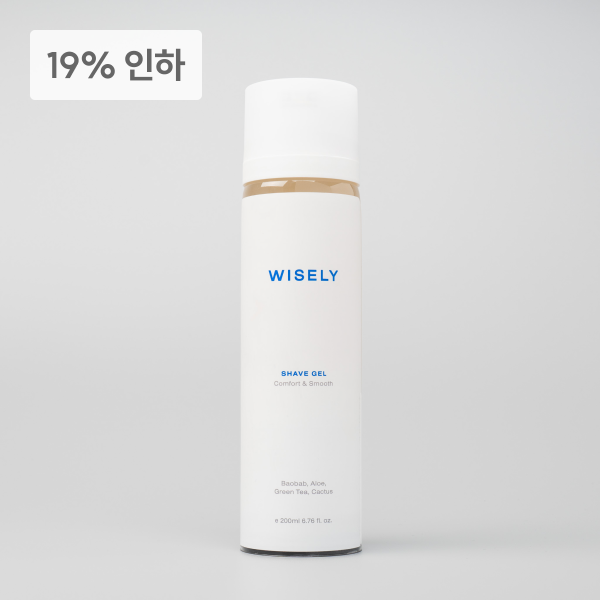 19% 인하
WISELY
SHAVE GEL
Comfort & Smooth
Baobab, Aloe,
Green Tea, Cactus
e 200ml 6.76 fl. oz.